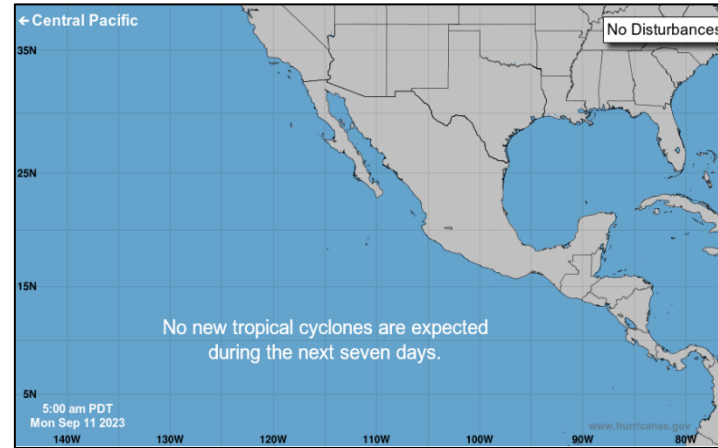 ← Central Pacific
No Disturbances
35N
25N
15N
5N
No new tropical cyclones are expected
during the next seven days.
5:00 am PDT
Mon Sep 11 2023
www.hurricanes.gov
140W
130W
120W
110W
100W
90W
80W